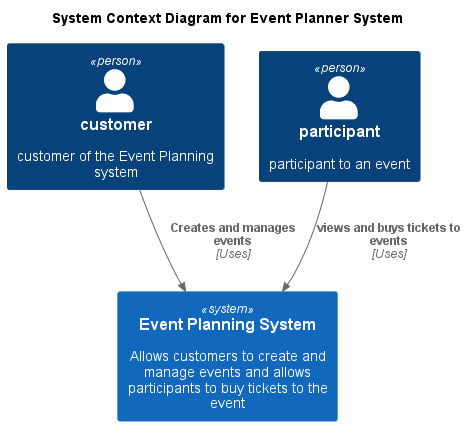 System Context Diagram for Event Planner System
«person»
customer
customer of the Event Planning
system
«person»
participant
participant to an event
Creates and manages
events
[Uses]
views and buys tickets to
events
[Uses]
«system»
Event Planning System
Allows customers to create and
manage events and allows
participants to buy tickets to the
event